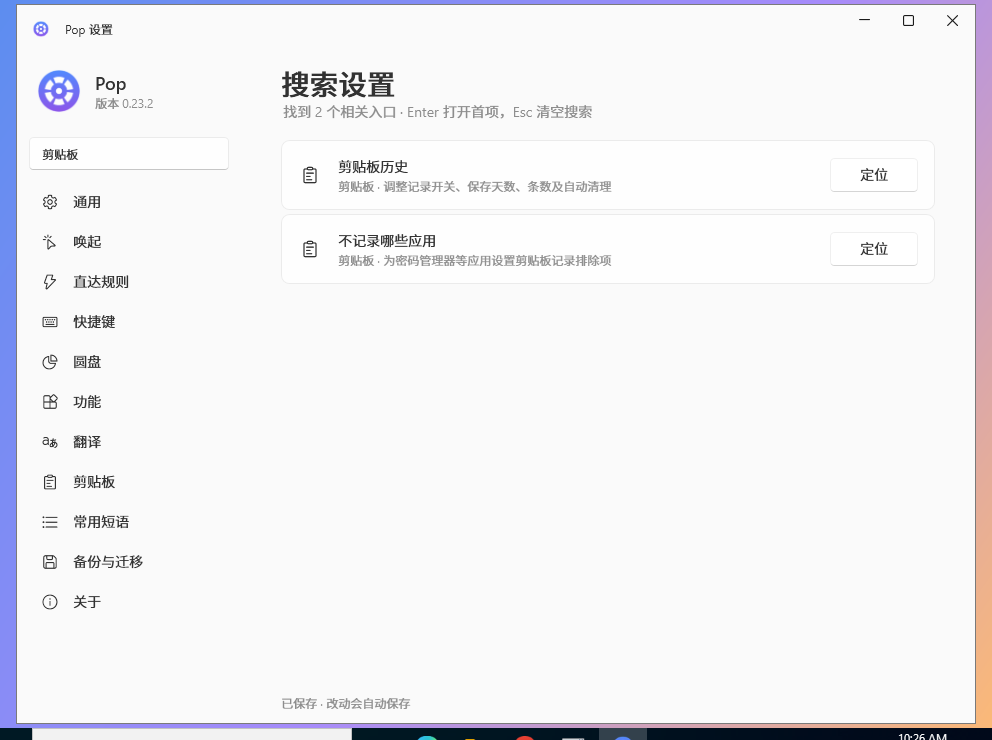 Pop 设置
Pop
版本 0.23.2
剪贴板
通用
唤起
直达规则
快捷键
圆盘
功能
翻译
剪贴板
常用短语
备份与迁移
关于
搜索设置
找到 2 个相关入口 · Enter 打开首项，Esc 清空搜索
剪贴板历史
剪贴板 · 调整记录开关、保存天数、条数及自动清理
定位
不记录哪些应用
剪贴板 · 为密码管理器等应用设置剪贴板记录排除项
定位
已保存 · 改动会自动保存
10:26 AM